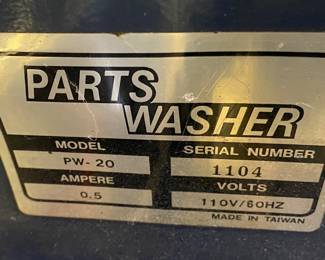 PARTS
WASHER
MODEL SERIAL NUMBER
PW-20 1104
AMPERE VOLTS
0.5 110V/60HZ
MADE IN TAIWAN